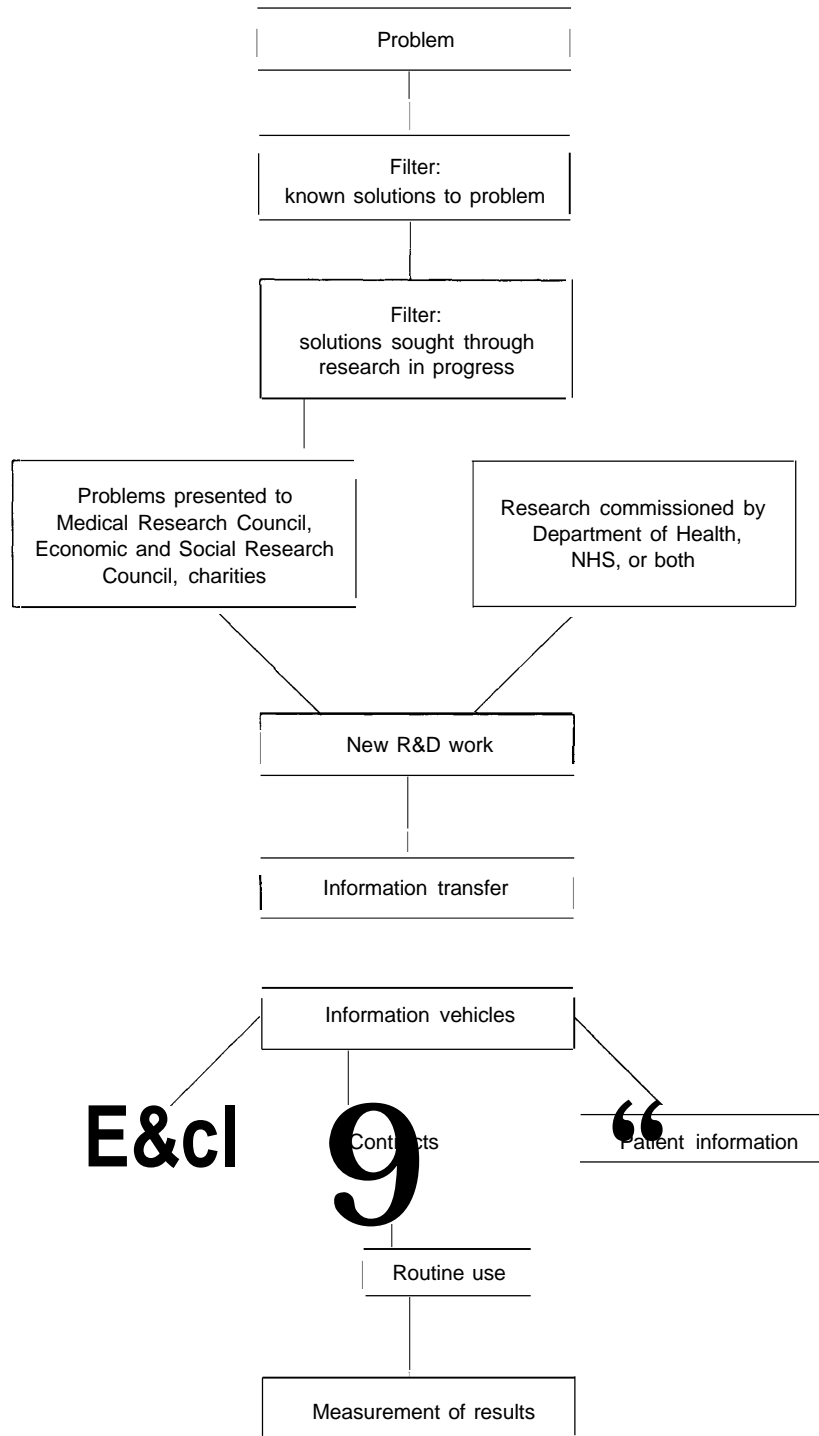 Problem
Filter:
known solutions to problem
Filter:
solutions sought through
research in progress
Problems presented to
Medical Research Council,
Economic and Social Research
Council, charities
Research commissioned by
Department of Health,
NHS, or both
New R&D work
Information transfer
Information vehicles
E&cl
9
Contracts
“
Patient information
Routine use
Measurement of results